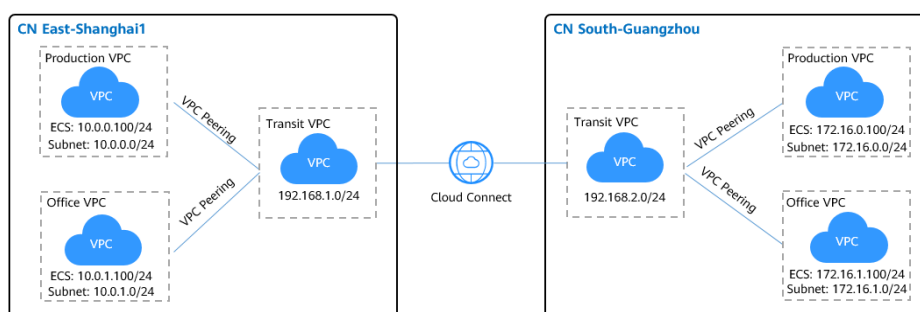 CN East-Shanghai1
Production VPC
VPC
ECS: 10.0.0.100/24
Subnet: 10.0.0.0/24
VPC Peering
Transit VPC
VPC
192.168.1.0/24
VPC Peering
Office VPC
VPC
ECS: 10.0.1.100/24
Subnet: 10.0.1.0/24
Cloud Connect
CN South-Guangzhou
Transit VPC
VPC
192.168.2.0/24
VPC Peering
Production VPC
VPC
ECS: 172.16.0.100/24
Subnet: 172.16.0.0/24
VPC Peering
Office VPC
VPC
ECS: 172.16.1.100/24
Subnet: 172.16.1.0/24